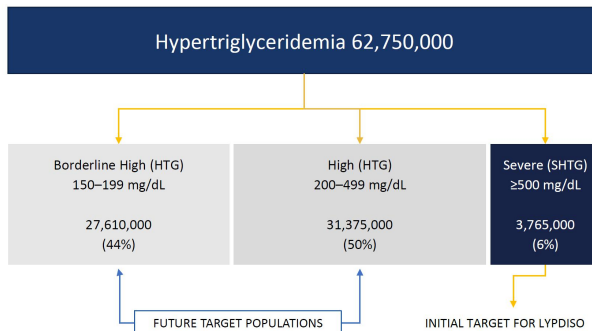 Hypertriglyceridemia 62,750,000
Borderline High (HTG)
150–199 mg/dL
27,610,000
(44%)
High (HTG)
200–499 mg/dL
31,375,000
(50%)
Severe (SHTG)
≥500 mg/dL
3,765,000
(6%)
FUTURE TARGET POPULATIONS
INITIAL TARGET FOR LYPDISO